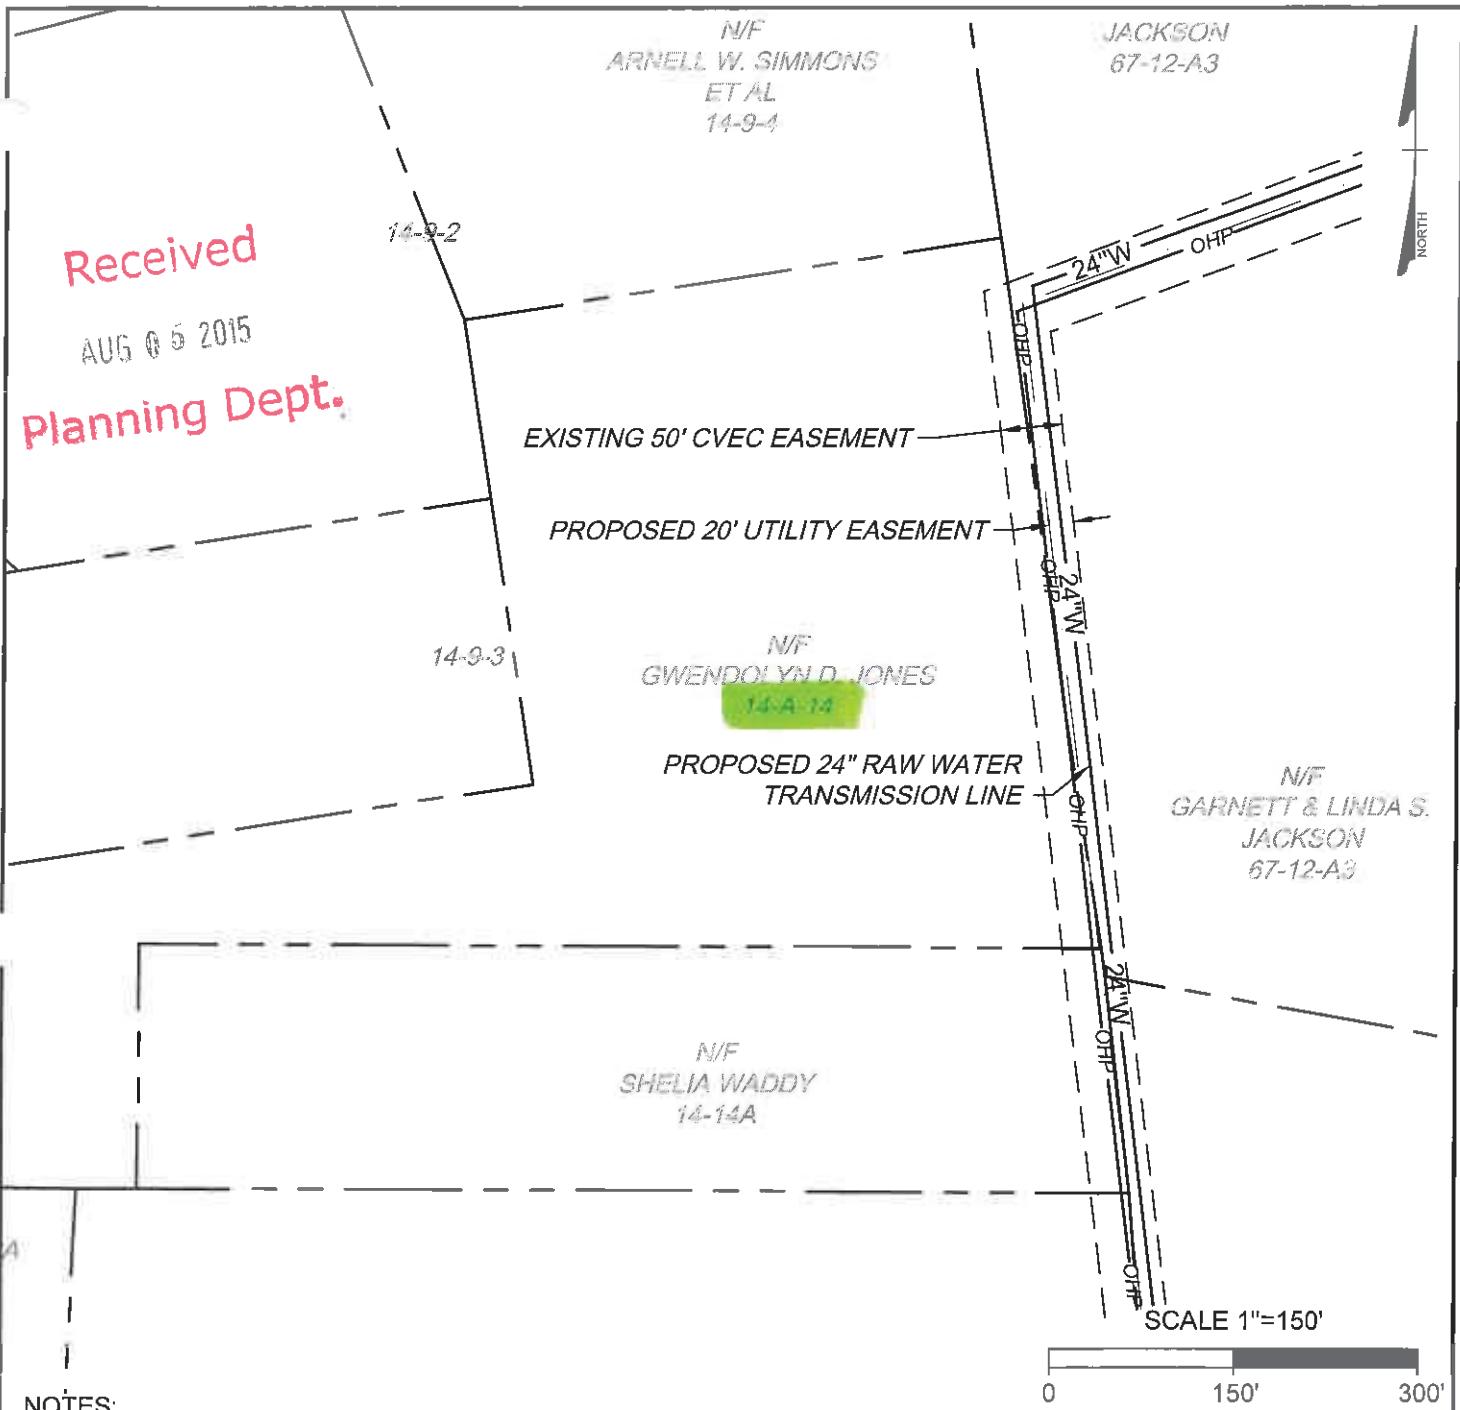 N/F
ARNELL W. SIMMONS
ET AL
14-9-4
JACKSON
67-12-A3
NORTH
14-9-2
Received
AUG 05 2015
Planning Dept.
24"W
OHP
OHP
EXISTING 50' CVEC EASEMENT
PROPOSED 20' UTILITY EASEMENT
OHP
24"W
14-9-3
N/F
GWENDOLYN D. JONES
14-A-14
PROPOSED 24" RAW WATER
TRANSMISSION LINE
OHP
N/F
GARNETT & LINDA S.
JACKSON
67-12-A3
24"W
OHP
N/F
SHELIA WADDY
14-14A
A
OHP
SCALE 1"=150'
0 150' 300'
NOTES: